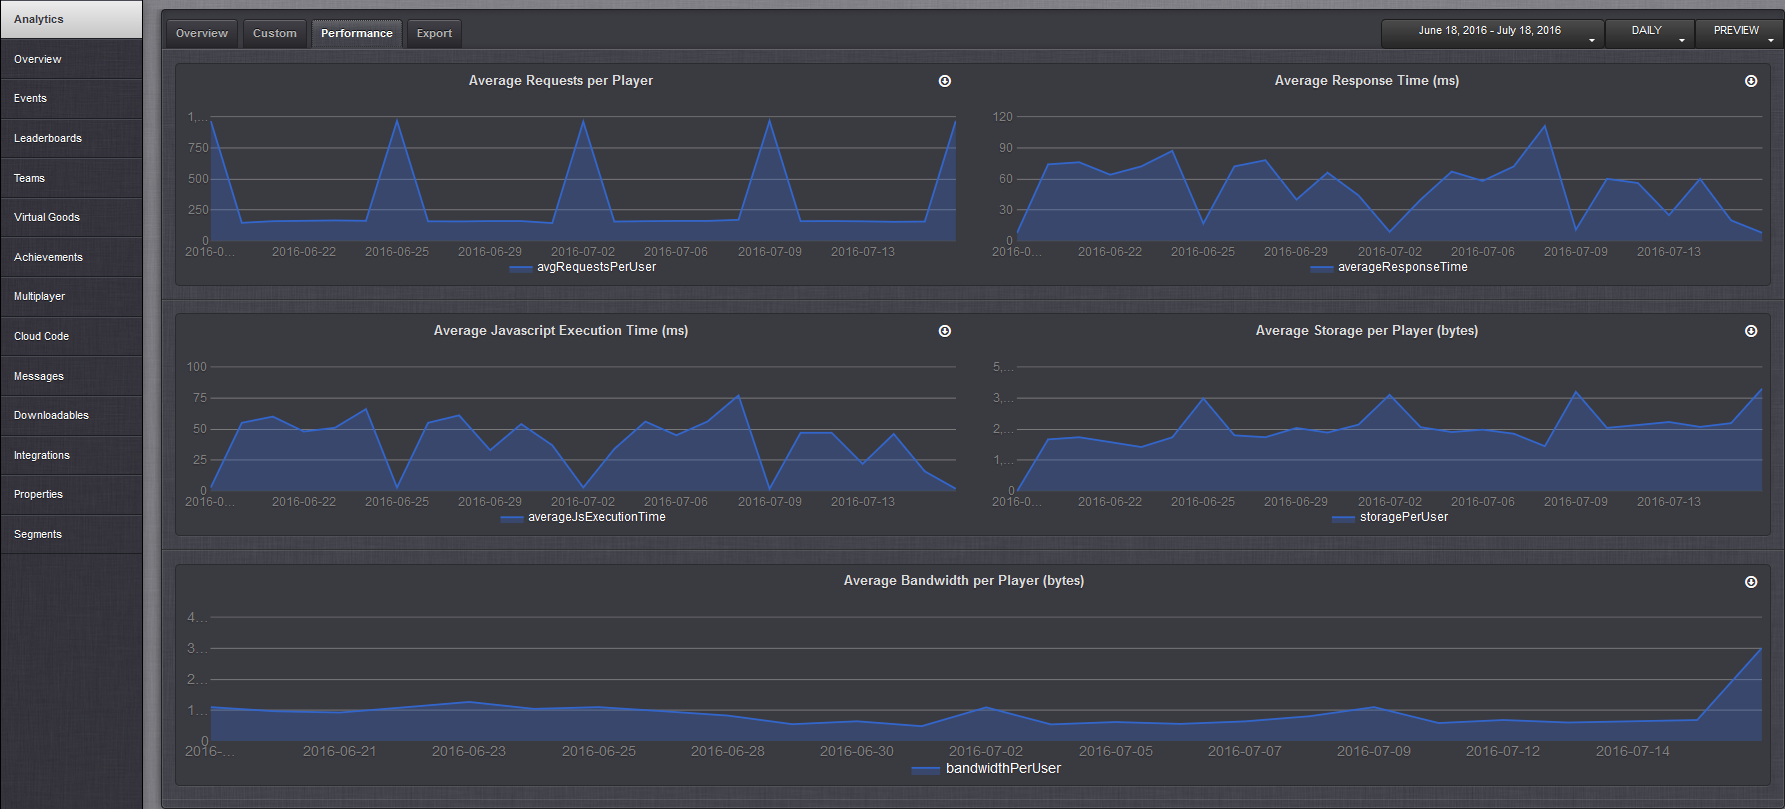 Analytics
Overview
Events
Leaderboards
Teams
Virtual Goods
Achievements
Multiplayer
Cloud Code
Messages
Downloadables
Integrations
Properties
Segments
Overview Custom Performance Export
June 18, 2016 - July 18, 2016 DAILY PREVIEW
Average Requests per Player
1,...
750
500
250
0
2016-0... 2016-06-22 2016-06-25 2016-06-29 2016-07-02 2016-07-06 2016-07-09 2016-07-13
avgRequestsPerUser
Average Response Time (ms)
120
90
60
30
0
2016-0... 2016-06-22 2016-06-25 2016-06-29 2016-07-02 2016-07-06 2016-07-09 2016-07-13
averageResponseTime
Average Javascript Execution Time (ms)
100
75
50
25
0
2016-0... 2016-06-22 2016-06-25 2016-06-29 2016-07-02 2016-07-06 2016-07-09 2016-07-13
averageJsExecutionTime
Average Storage per Player (bytes)
5,...
3,...
2,...
1,...
0
2016-0... 2016-06-22 2016-06-25 2016-06-29 2016-07-02 2016-07-06 2016-07-09 2016-07-13
storagePerUser
Average Bandwidth per Player (bytes)
4...
3...
2...
1...
0
2016-... 2016-06-21 2016-06-23 2016-06-25 2016-06-28 2016-06-30 2016-07-02 2016-07-05 2016-07-07 2016-07-09 2016-07-12 2016-07-14
bandwidthPerUser